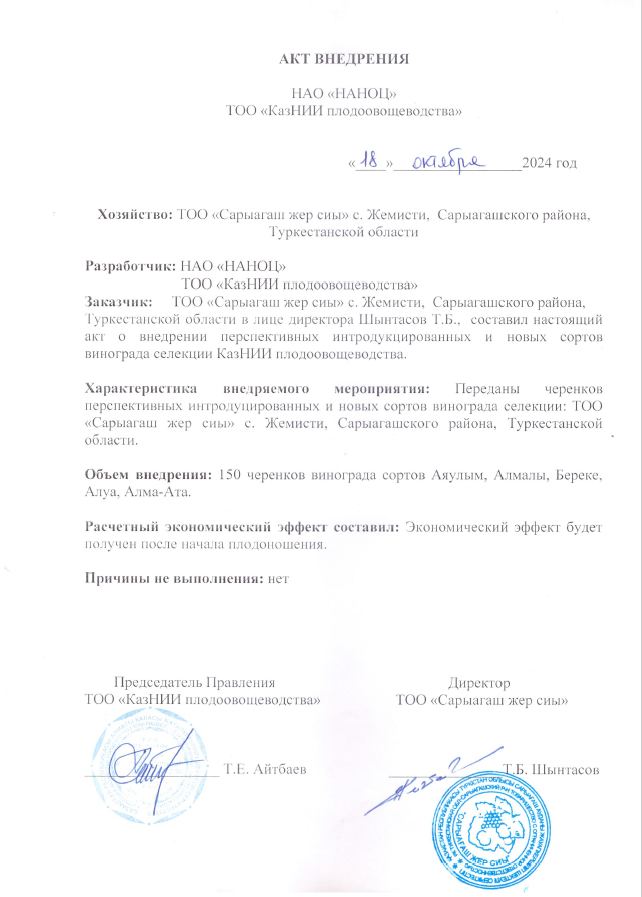 АКТ ВНЕДРЕНИЯ
НАО «НАНОЦ»
ТОО «КазНИИ плодоовощеводства»
« 18 » октября 2024 год
Хозяйство: ТОО «Сарыагаш жер сиы» с. Жемисти, Сарыагашского района,
Туркестанской области
Разработчик: НАО «НАНОЦ»
ТОО «КазНИИ плодоовощеводства»
Заказчик: ТОО «Сарыагаш жер сиы» с. Жемисти, Сарыагашского района,
Туркестанской области в лице директора Шынтасов Т.Б., составил настоящий
акт о внедрении перспективных интродукцированных и новых сортов
винограда селекции КазНИИ плодоовощеводства.
Характеристика внедряемого мероприятия: Переданы черенков
перспективных интродуцированных и новых сортов винограда селекции: ТОО
«Сарыагаш жер сиы» с. Жемисти, Сарыагашского района, Туркестанской
области.
Объем внедрения: 150 черенков винограда сортов Аяулым, Алмалы, Береке,
Алуа, Алма-Ата.
Расчетный экономический эффект составил: Экономический эффект будет
получен после начала плодоношения.
Причины не выполнения: нет
Председатель Правления
ТОО «КазНИИ плодоовощеводства»
Т.Е. Айтбаев
Директор
ТОО «Сарыагаш жер сиы»
Т.Б. Шынтасов
САРЫАГАШ ЖЕР СИЫ